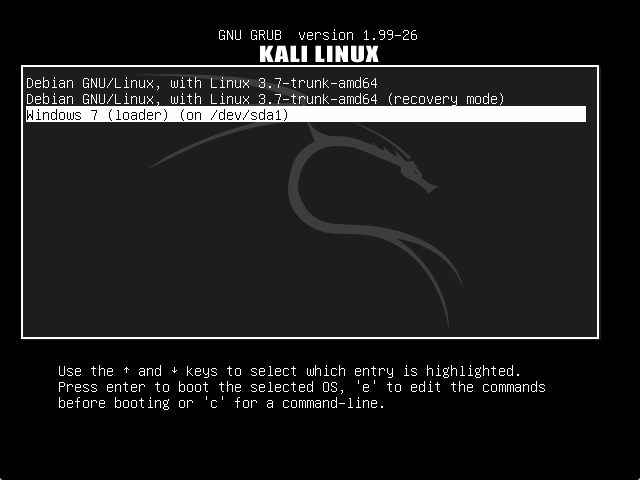 GNU GRUB  version 1.99-26
KALI LINUX
Debian GNU/Linux, with Linux 3.7-trunk-amd64
Debian GNU/Linux, with Linux 3.7-trunk-amd64 (recovery mode)
Windows 7 (loader) (on /dev/sda1)
Use the ↑ and ↓ keys to select which entry is highlighted.
Press enter to boot the selected OS, 'e' to edit the commands
before booting or 'c' for a command-line.